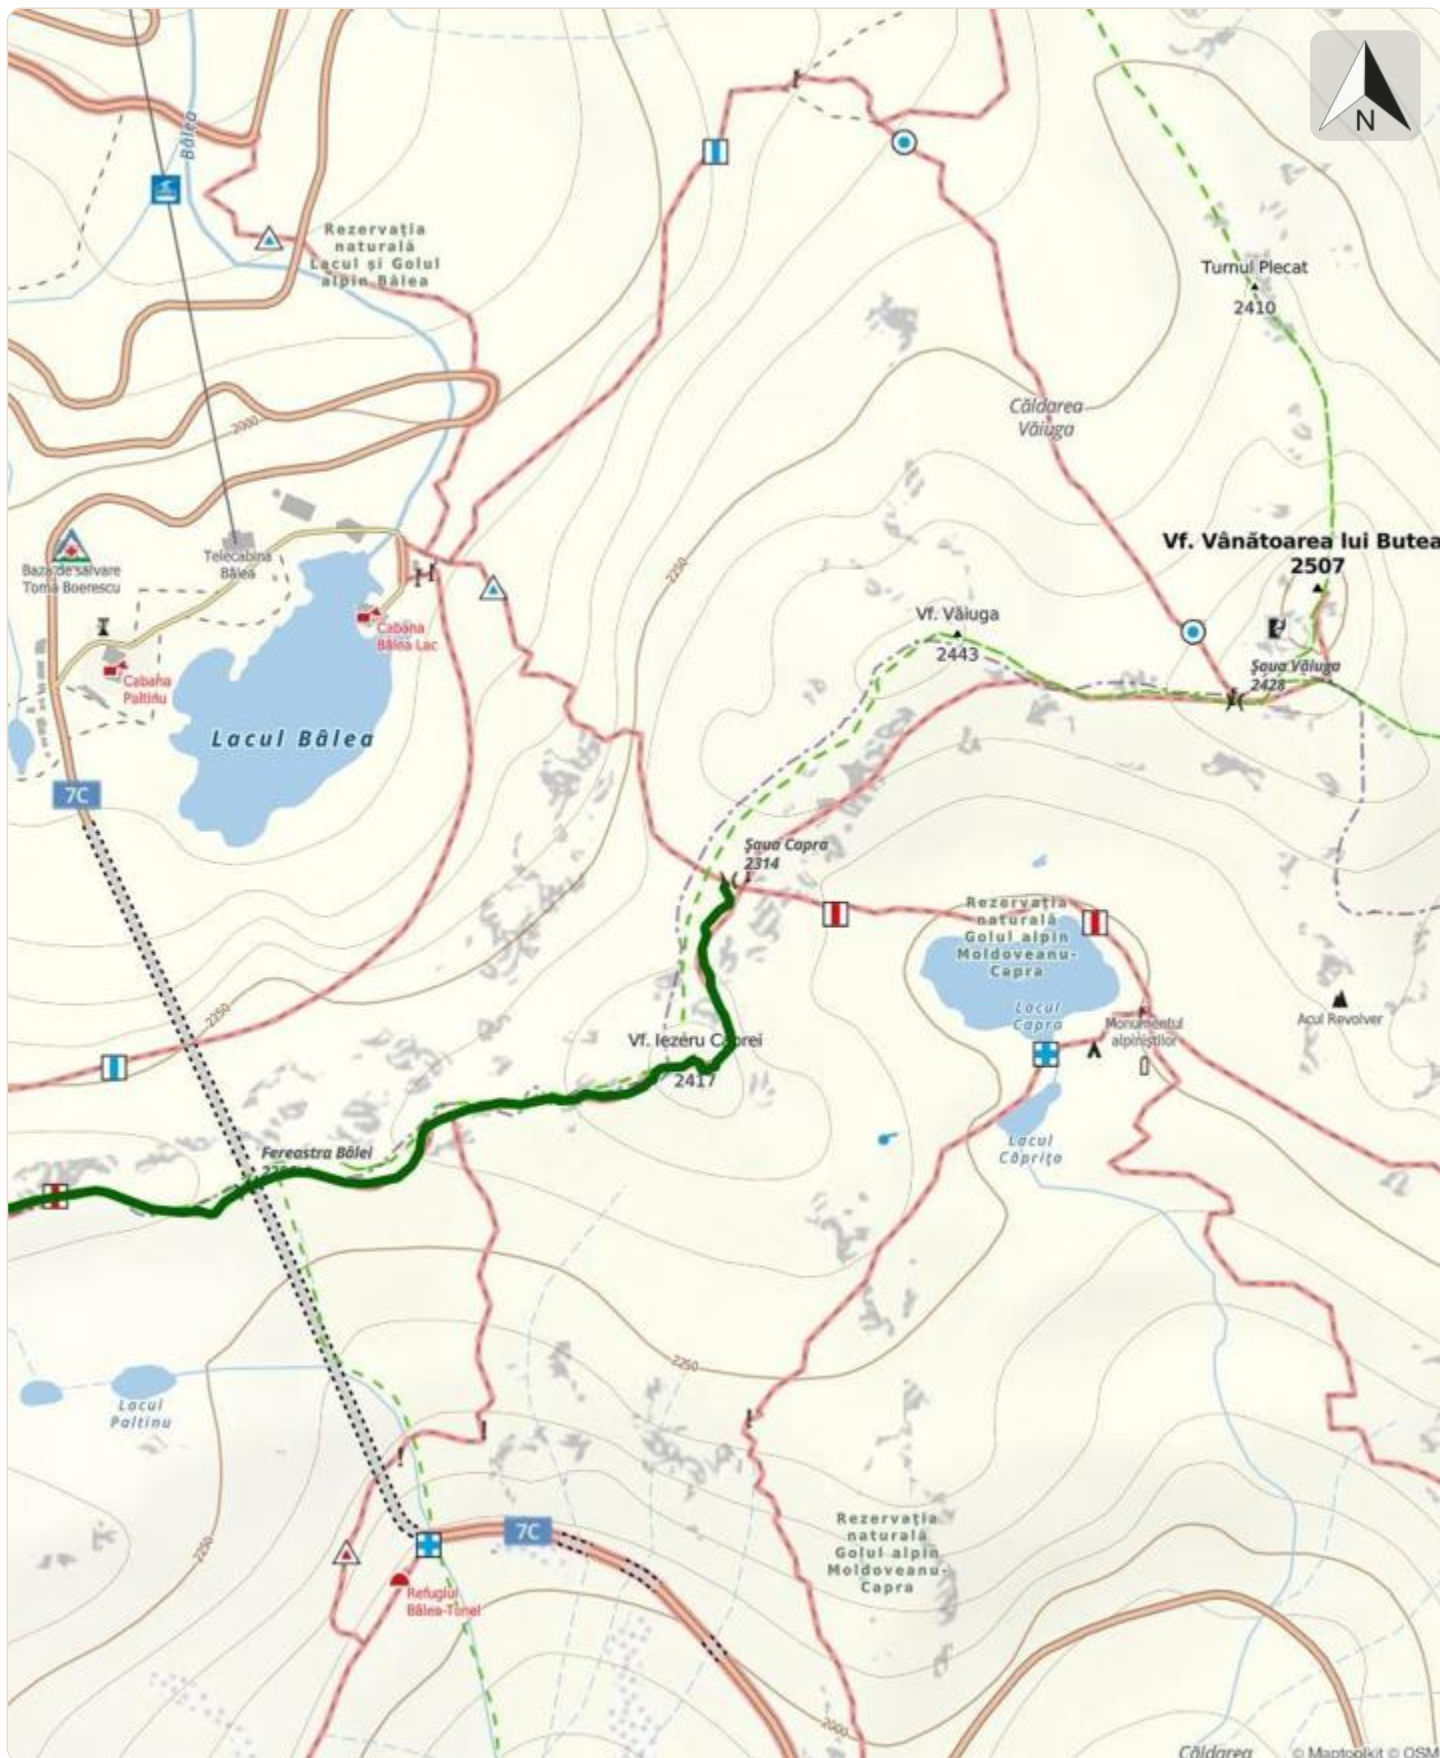 N
Bâlea
Rezervația
naturală
Lacul și Golul
alpin Bâlea
Turnul Plecat
2410
2000
Căldarea
Văiuga
Telecabina
Bâlea
Baza de salvare
Toma Boerescu
2250
Vf. Vânătoarea lui Butea
2507
Cabana
Bâlea Lac
Vf. Văiuga
2443
Șaua Văiuga
2428
Cabana
Paltinu
Lacul Bâlea
7C
Șaua Capra
2314
Rezervația
naturală
Golul alpin
Moldoveanu-
Capra
2250
Lacul
Capra
Monumentul
alpiniștilor
Acul Revolver
Vf. Iezeru Caprei
2417
Fereastra Bâlei
Lacul
Căprița
2250
Lacul
Paltinu
2250
7C
Rezervația
naturală
Golul alpin
Moldoveanu-
Capra
Refugiul
Bâlea-Tunel
2000
Căldarea
© Maptoolkit © OSM